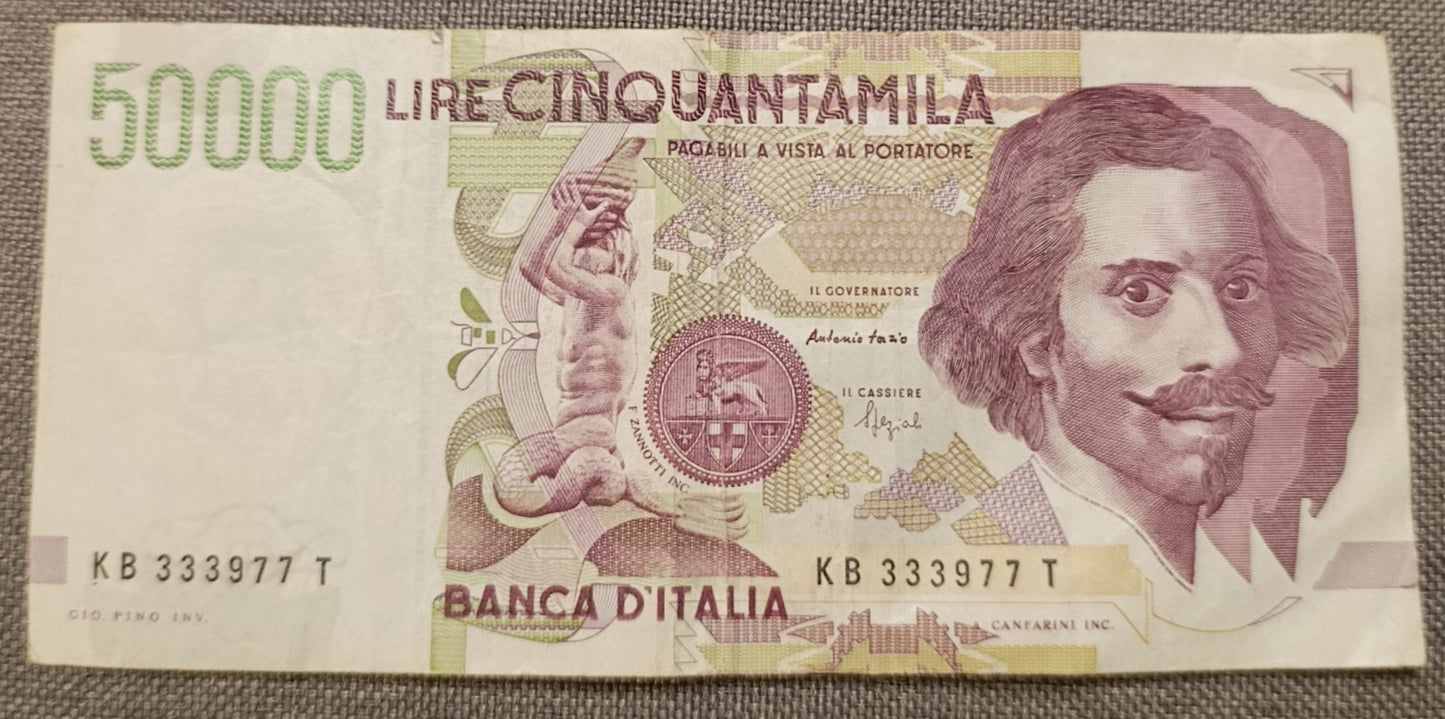 50000 LIRE CINQUANTAMILA
PAGABILI A VISTA AL PORTATORE
IL GOVERNATORE
Antonio Fazio
IL CASSIERE
Speziali
F. ZANNOTTI INC.
KB 333977 T
KB 333977 T
BANCA D'ITALIA
GIO. PINO INV.
A. CANFARINI INC.